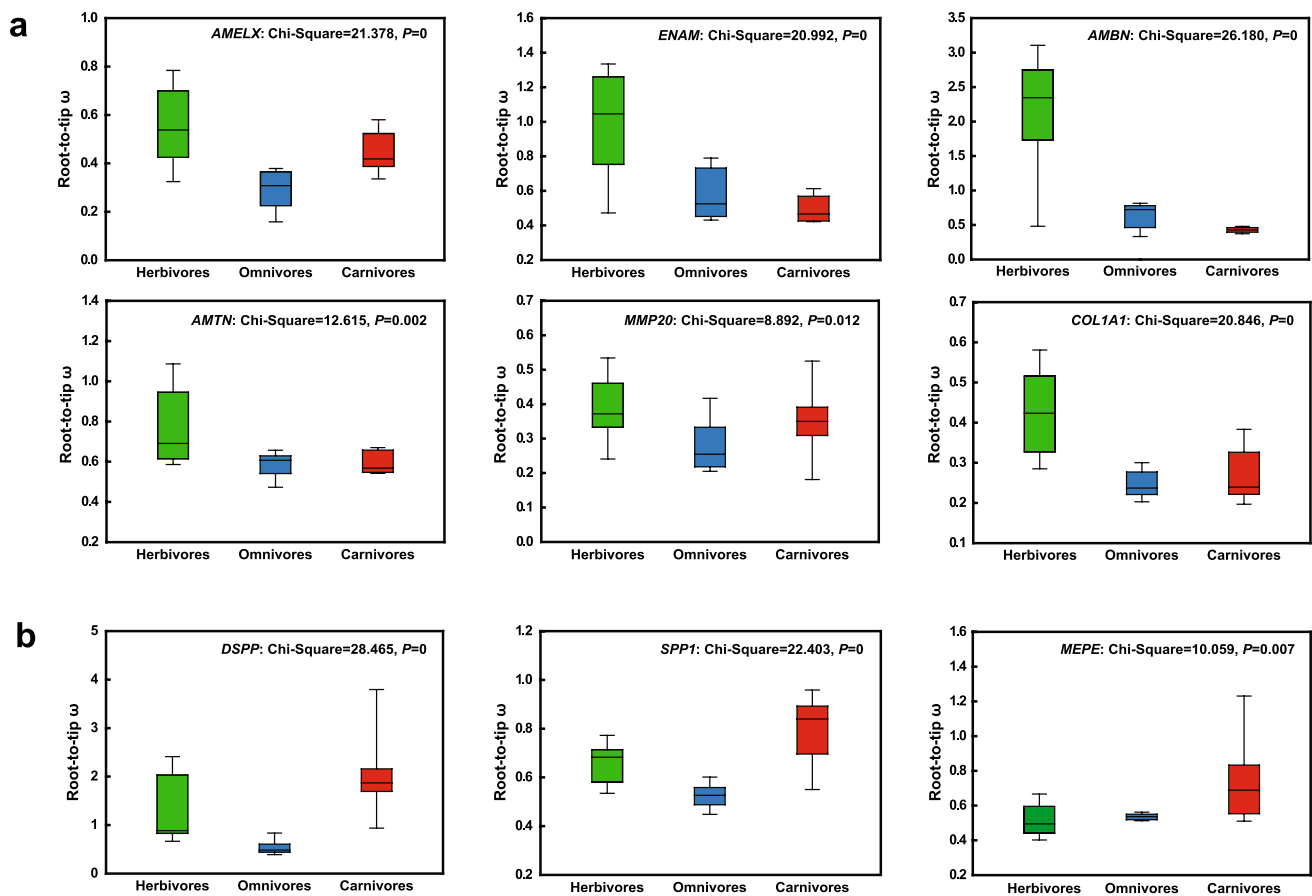 a
AMELX: Chi-Square=21.378, P=0
Root-to-tip ω
1.0
0.8
0.6
0.4
0.2
0.0
Herbivores Omnivores Carnivores
ENAM: Chi-Square=20.992, P=0
Root-to-tip ω
1.6
1.4
1.2
1.0
0.8
0.6
0.4
0.2
Herbivores Omnivores Carnivores
AMBN: Chi-Square=26.180, P=0
Root-to-tip ω
3.5
3.0
2.5
2.0
1.5
1.0
0.5
0.0
Herbivores Omnivores Carnivores
AMTN: Chi-Square=12.615, P=0.002
Root-to-tip ω
1.4
1.2
1.0
0.8
0.6
0.4
0.2
Herbivores Omnivores Carnivores
MMP20: Chi-Square=8.892, P=0.012
Root-to-tip ω
0.7
0.6
0.5
0.4
0.3
0.2
0.0
Herbivores Omnivores Carnivores
COL1A1: Chi-Square=20.846, P=0
Root-to-tip ω
0.7
0.6
0.5
0.4
0.3
0.2
0.1
Herbivores Omnivores Carnivores
b
DSPP: Chi-Square=28.465, P=0
Root-to-tip ω
5
4
3
2
1
0
Herbivores Omnivores Carnivores
SPP1: Chi-Square=22.403, P=0
Root-to-tip ω
1.2
1.0
0.8
0.6
0.4
0.2
Herbivores Omnivores Carnivores
MEPE: Chi-Square=10.059, P=0.007
Root-to-tip ω
1.6
1.4
1.2
1.0
0.8
0.6
0.4
0.2
Herbivores Omnivores Carnivores